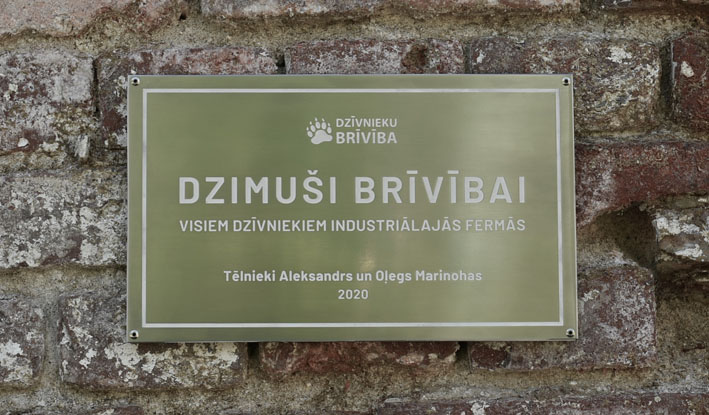 DZĪVNIEKU
BRĪVĪBA
DZIMUŠI BRĪVĪBAI
VISIEM DZĪVNIEKIEM INDUSTRIĀLAJĀS FERMĀS
Tēlnieki Aleksandrs un Oļegs Marinohas
2020